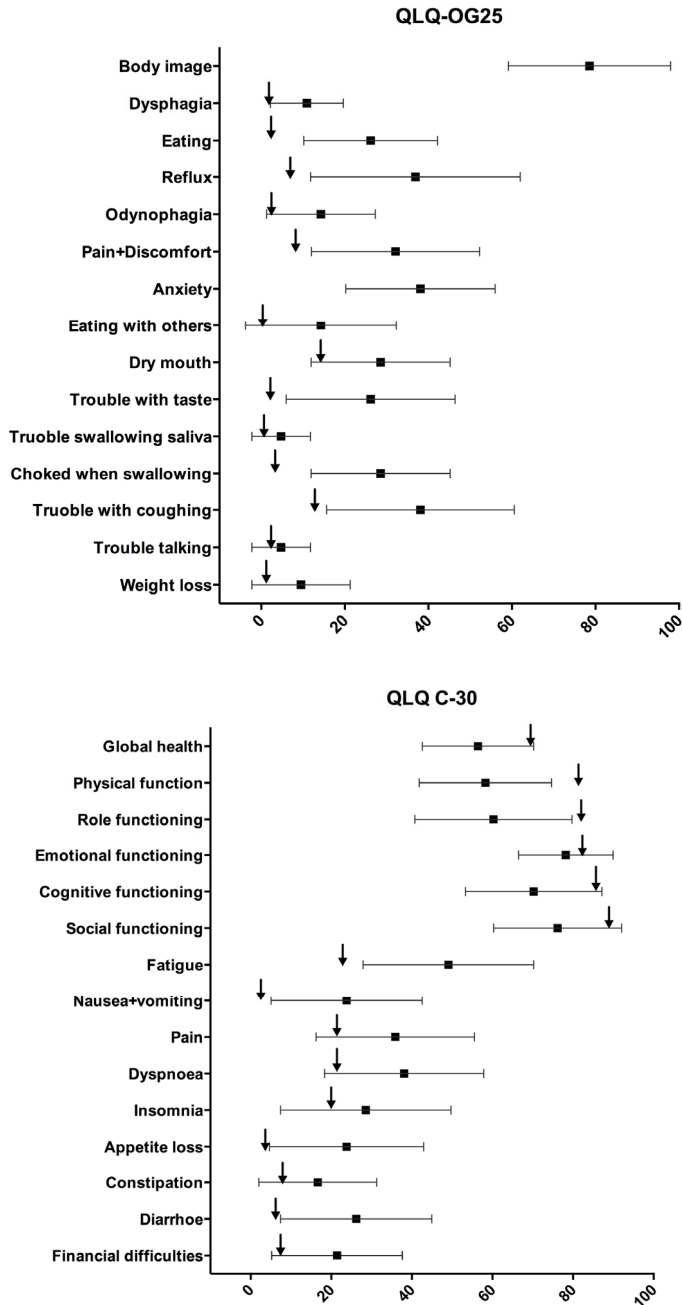 QLQ-OG25
Body image
Dysphagia
Eating
Reflux
Odynophagia
Pain+Discomfort
Anxiety
Eating with others
Dry mouth
Trouble with taste
Truoble swallowing saliva
Choked when swallowing
Truoble with coughing
Trouble talking
Weight loss
0 20 40 60 80 100
QLQ C-30
Global health
Physical function
Role functioning
Emotional functioning
Cognitive functioning
Social functioning
Fatigue
Nausea+vomiting
Pain
Dyspnoea
Insomnia
Appetite loss
Constipation
Diarrhoe
Financial difficulties
0 20 40 60 80 100